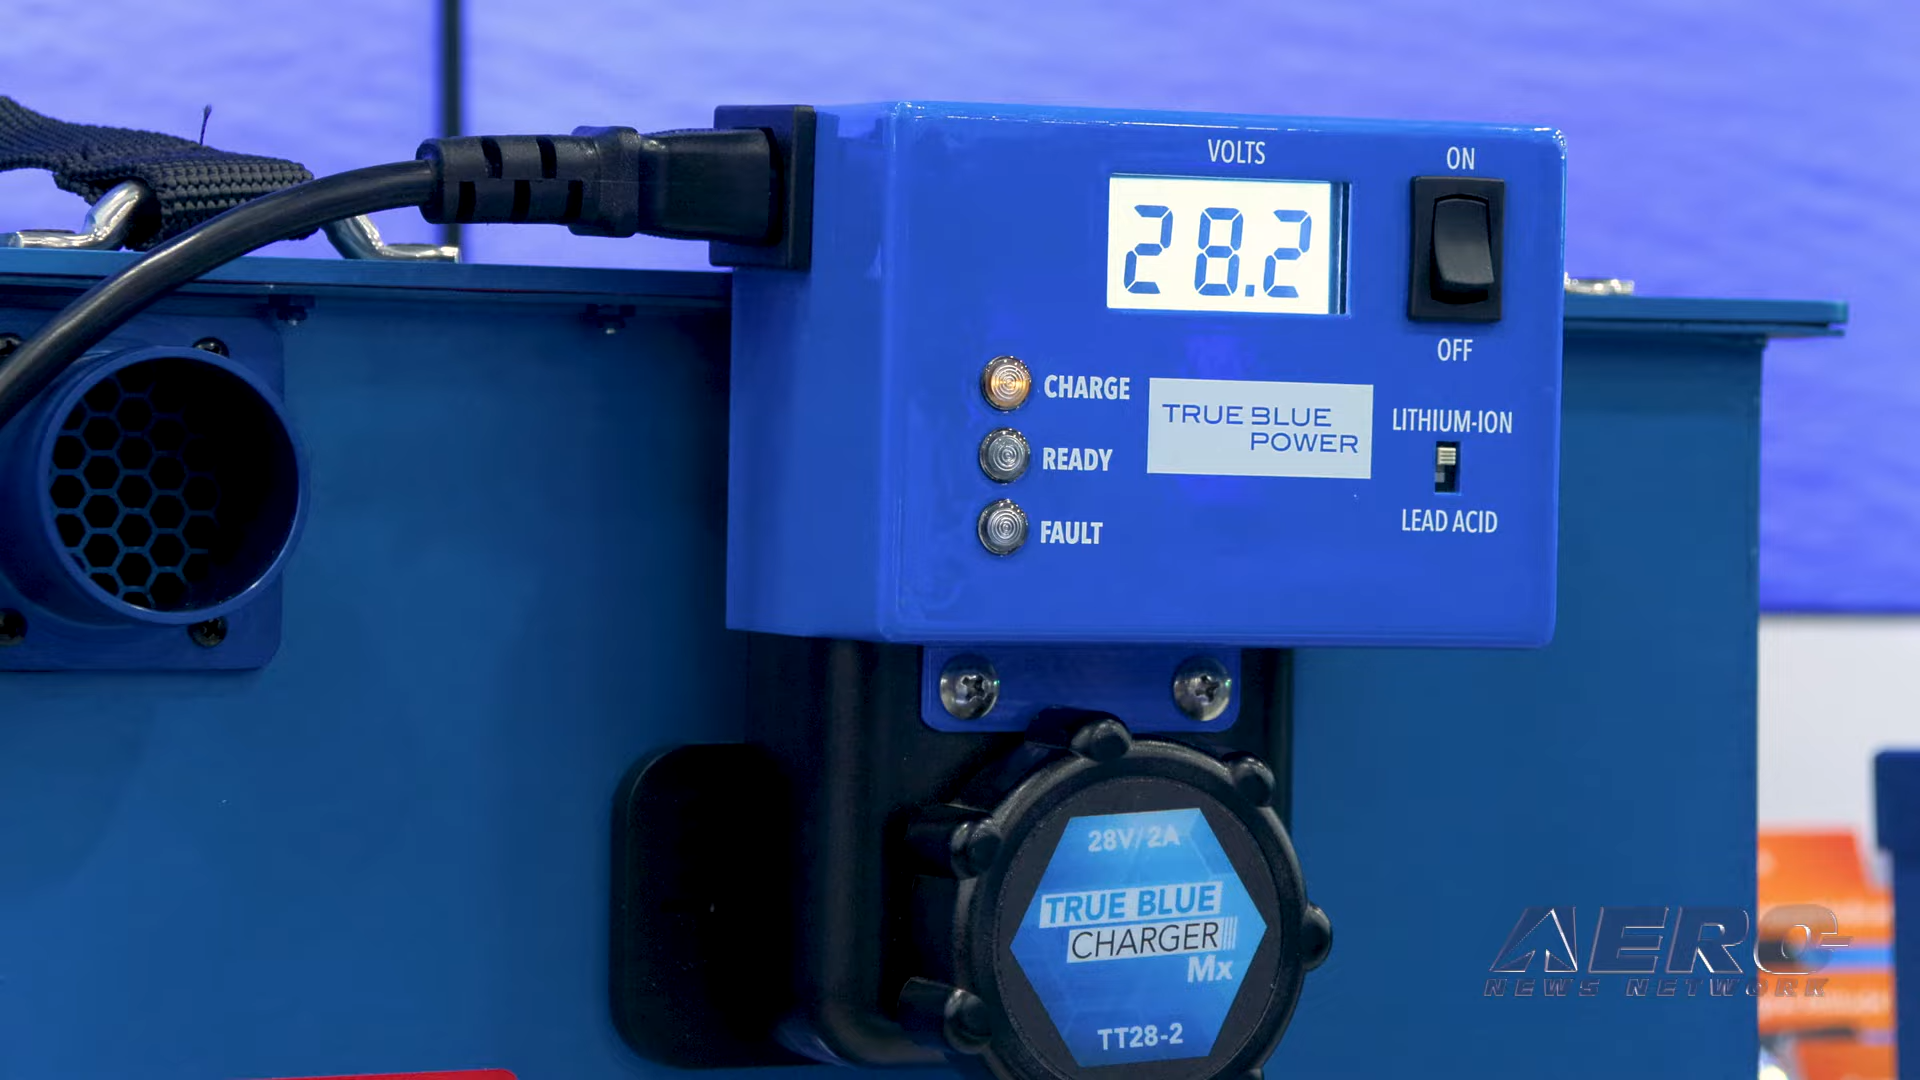 VOLTS
ON
28.2
OFF
CHARGE
TRUE BLUE
POWER
LITHIUM-ION
READY
LEAD ACID
FAULT
28V/2A
TRUE BLUE
CHARGER
Mx
TT28-2
AERO
NEWS NETWORK